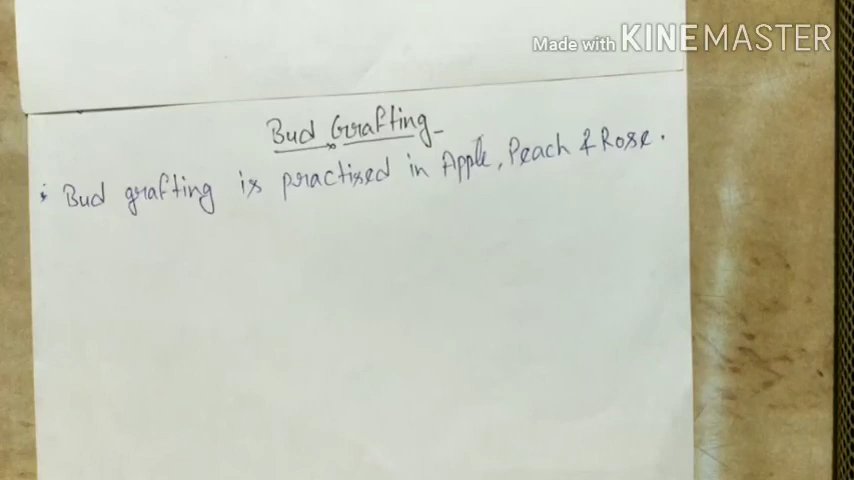 Made with KINEMASTER
Bud Grafting-
: Bud grafting is practised in Apple, Peach & Rose.